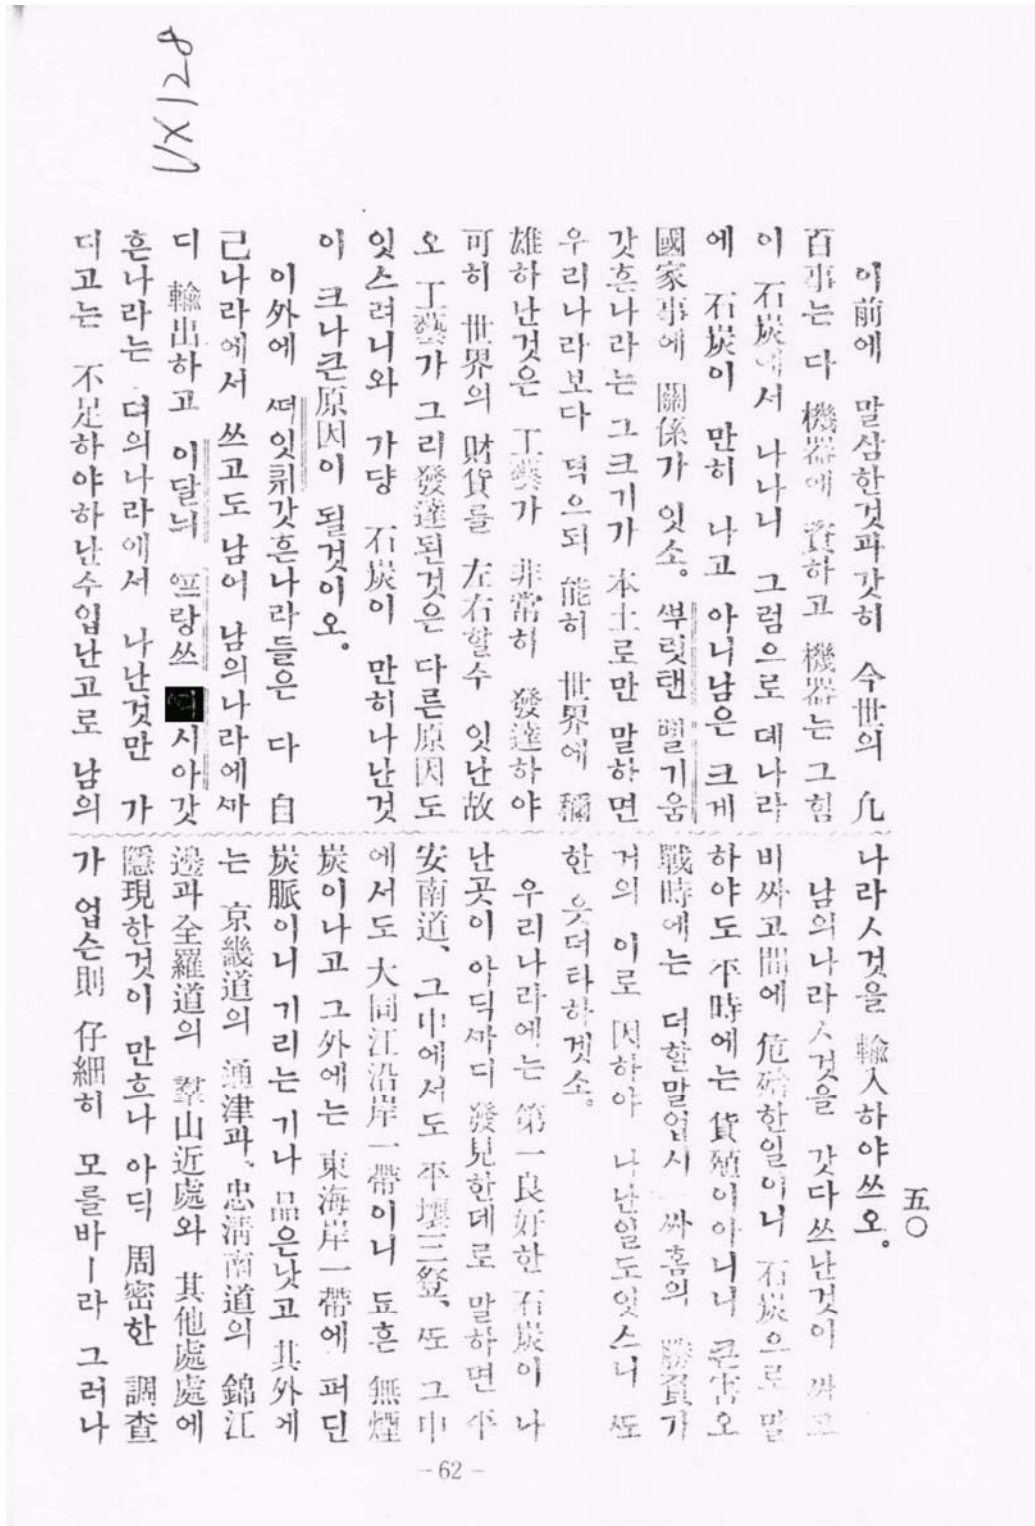 821X5
五〇
이前에 말삼한것과갓히 今世의 凡
百事는 다 機器에 資하고 機器는 그힘
이 石炭에서 나나니 그럼으로 뎨나라
에 石炭이 만히 나고 아니남은 크게
國家事에 關係가 잇소。 뿌릿탠 뻴기움
갓흔나라는 그크기가 本土로만 말하면
우리나라보다 뎍으되 能히 世界에 稱
雄하난것은 工藝가 非常히 發達하야
可히 世界의 財貨를 左右할수 잇난故
오 工藝가 그리發達된것은 다른原因도
잇스려니와 가댱 石炭이 만히나난것
이 크나큰原因이 될것이오。
이外에 ᄯᅥ잇취갓흔나라들은 다 自
己나라에서 쓰고도 남어 남의나라에ᄭᅡ
디 輸出하고 이달늬 ᅋᅳ랑쓰 시아갓
흔나라는 뎌의나라에서 나난것만 가
디고는 不足하야하난수입난고로 남의
나라ㅅ것을 輸入하야쓰오。
남의나라ㅅ것을 갓다쓰난것이
비싸고間에 危殆한일이니 石炭으로말
하야도 平時에는 貨殖이아니니 큰害오
戰時에는 더할말업시 싸홈의 勝負가
거의 이로 因하야 나난일도잇스니 ᄯᅩ
한 읏더타하겟소。
우리나라에는 第一良好한 石炭이 나
난곳이 아딕ᄭᅡ디 發見한데로 말하면 平
安南道、그中에서도 平壤三登、ᄯᅩ 그中
에서도 大同江沿岸一帶이니 됴흔 無煙
炭이나고 그外에는 東海岸一帶에 퍼딘
炭脈이니 기리는기나 品은낫고 其外에
는 京畿道의 通津과、忠淸南道의 錦江
邊과全羅道의 羣山近處와 其他處處에
隱現한것이 만흐나 아딕 周密한 調查
가 업슨則 仔細히 모를바ㅣ라 그러나
-62-